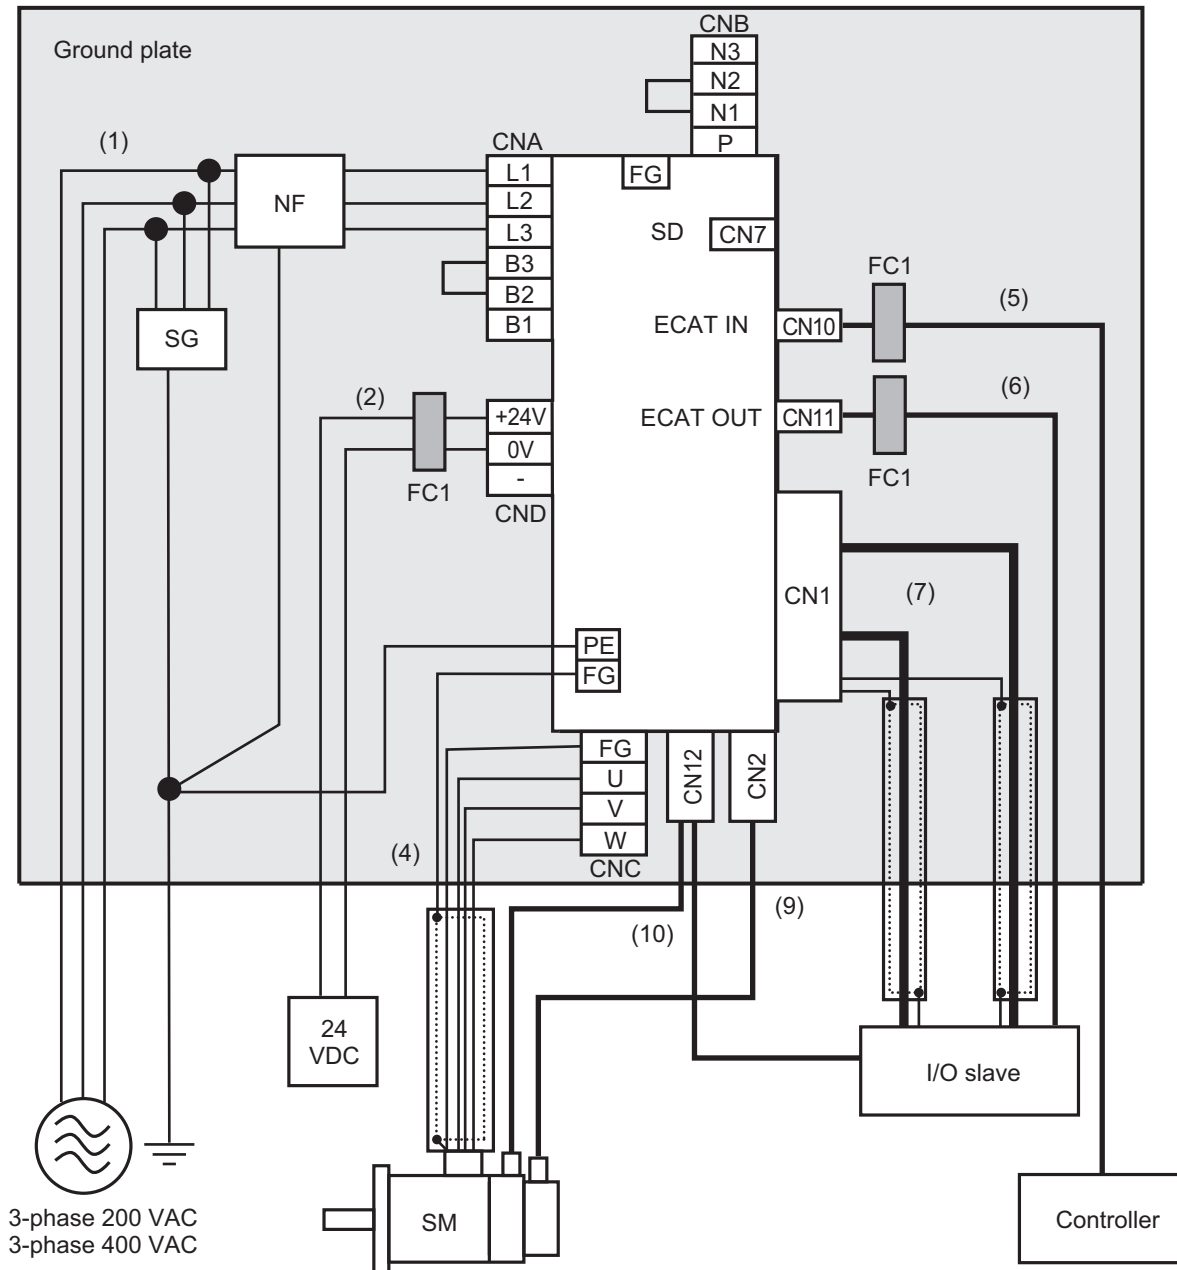 CNB
Ground plate
N3
N2
N1
P
(1)
CNA
L1
L2
L3
B3
B2
B1
FG
NF
SD
CN7
SG
FC1
(5)
ECAT IN
CN10
(2)
(6)
+24V
0V
-
ECAT OUT
CN11
FC1
FC1
CND
CN1
(7)
PE
FG
FG
U
V
W
CNC
CN12
CN2
(4)
(10)
(9)
24
VDC
I/O slave
3-phase 200 VAC
3-phase 400 VAC
SM
Controller